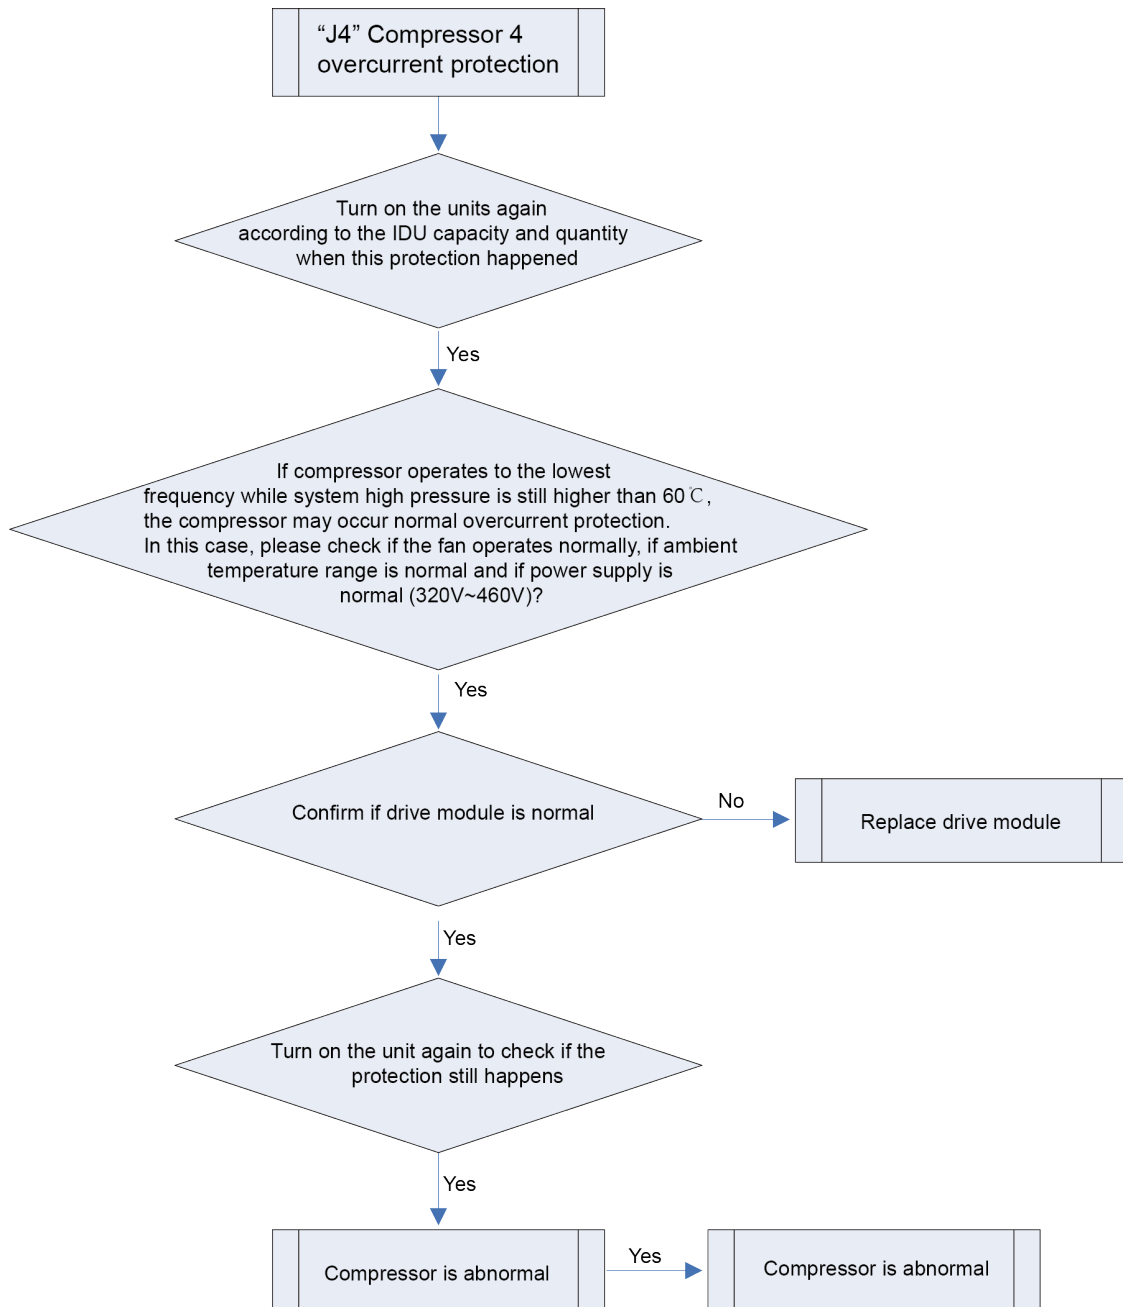 “J4” Compressor 4
overcurrent protection
Turn on the units again
according to the IDU capacity and quantity
when this protection happened
Yes
If compressor operates to the lowest
frequency while system high pressure is still higher than 60℃,
the compressor may occur normal overcurrent protection.
In this case, please check if the fan operates normally, if ambient
temperature range is normal and if power supply is
normal (320V~460V)?
Yes
Confirm if drive module is normal
No
Replace drive module
Yes
Turn on the unit again to check if the
protection still happens
Yes
Compressor is abnormal
Yes
Compressor is abnormal